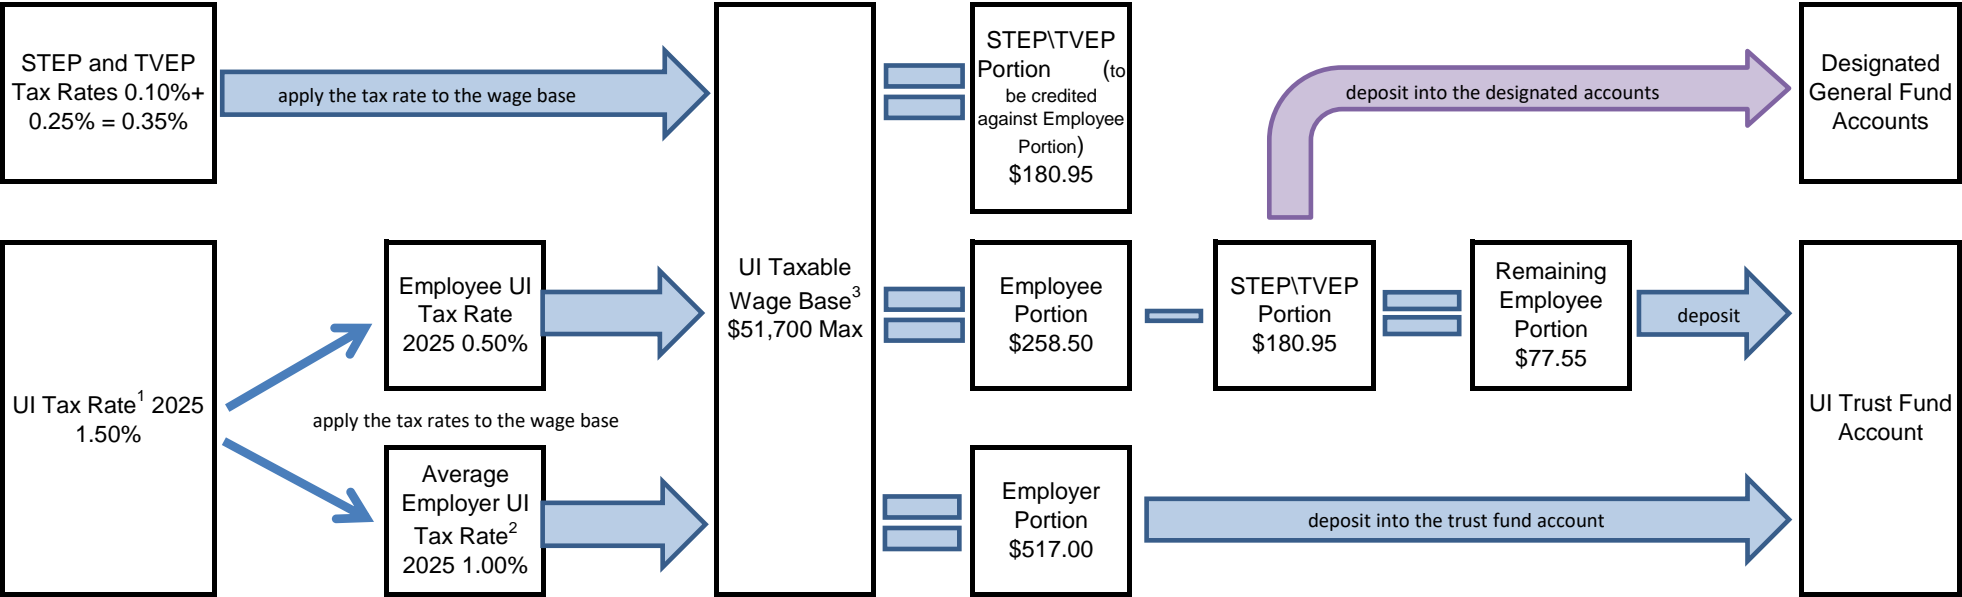 STEP and TVEP
Tax Rates 0.10%+
0.25% = 0.35%
apply the tax rate to the wage base
STEP\TVEP
Portion (to
be credited
against Employee
Portion)
$180.95
deposit into the designated accounts
Designated
General Fund
Accounts
UI Tax Rate1 2025
1.50%
Employee UI
Tax Rate
2025 0.50%
apply the tax rates to the wage base
Average
Employer UI
Tax Rate2
2025 1.00%
UI Taxable
Wage Base3
$51,700 Max
Employee
Portion
$258.50
STEP\TVEP
Portion
$180.95
Remaining
Employee
Portion
$77.55
deposit
Employer
Portion
$517.00
deposit into the trust fund account
UI Trust Fund
Account